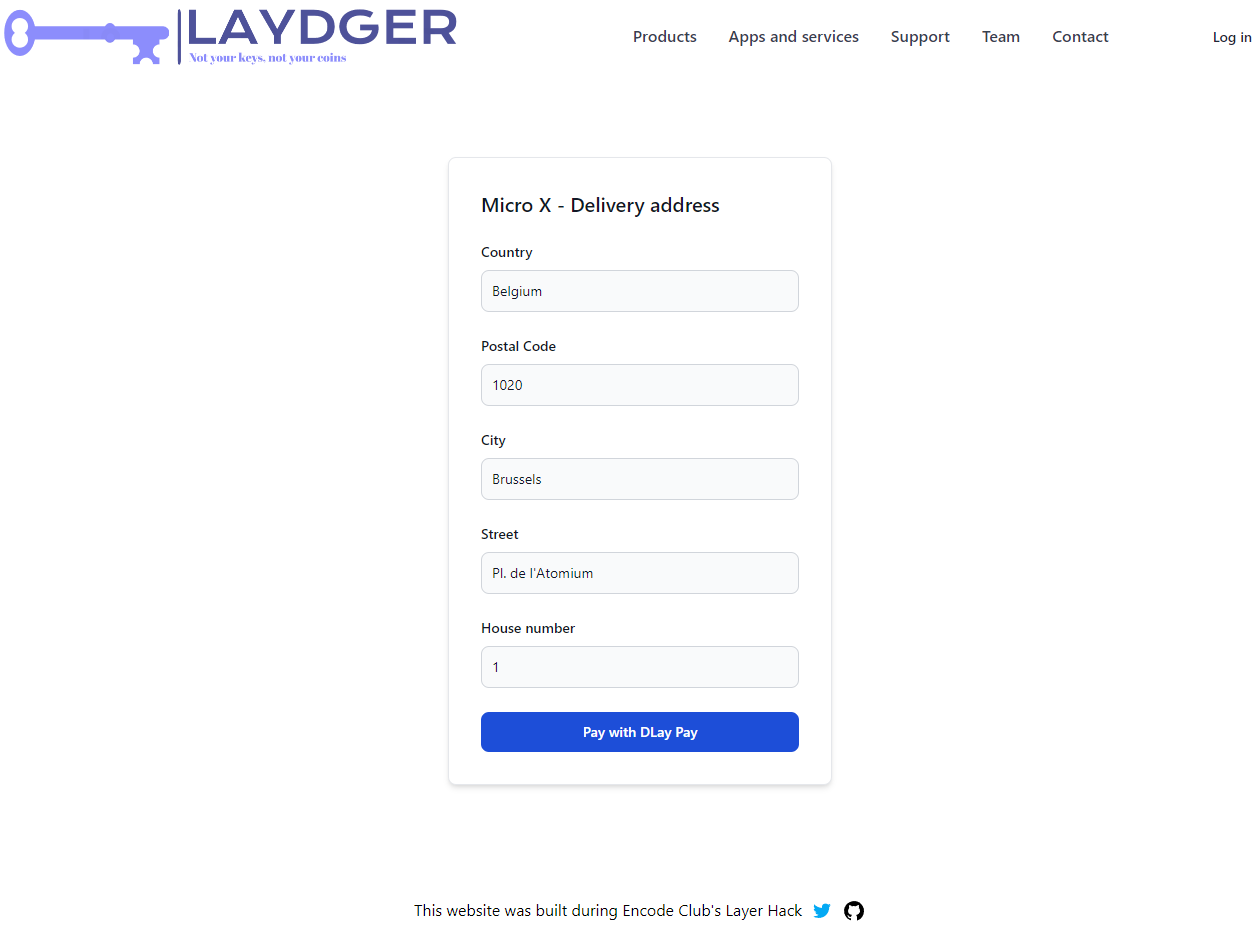 LAYDGER
Not your keys. not your coins
Products Apps and services Support Team Contact Log in
Micro X - Delivery address
Country
Belgium
Postal Code
1020
City
Brussels
Street
Pl. de l'Atomium
House number
1
Pay with DLay Pay
This website was built during Encode Club's Layer Hack